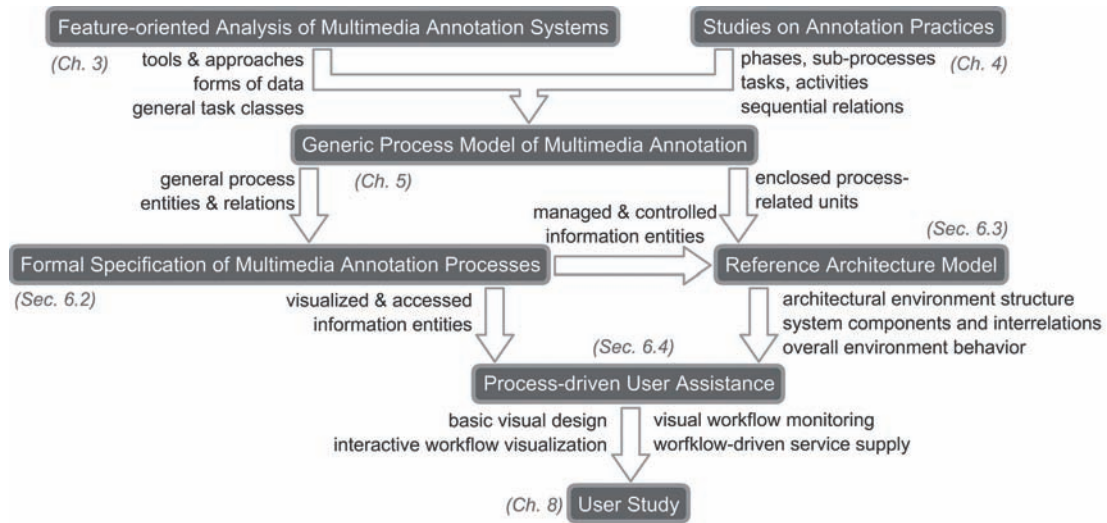 Feature-oriented Analysis of Multimedia Annotation Systems
Studies on Annotation Practices
(Ch. 3)
tools & approaches
forms of data
general task classes
phases, sub-processes
tasks, activities
sequential relations
(Ch. 4)
Generic Process Model of Multimedia Annotation
(Ch. 5)
general process
entities & relations
enclosed process-
related units
managed & controlled
information entities
(Sec. 6.3)
Formal Specification of Multimedia Annotation Processes
Reference Architecture Model
(Sec. 6.2)
visualized & accessed
information entities
architectural environment structure
system components and interrelations
overall environment behavior
(Sec. 6.4)
Process-driven User Assistance
basic visual design
interactive workflow visualization
visual workflow monitoring
worfklow-driven service supply
(Ch. 8)
User Study